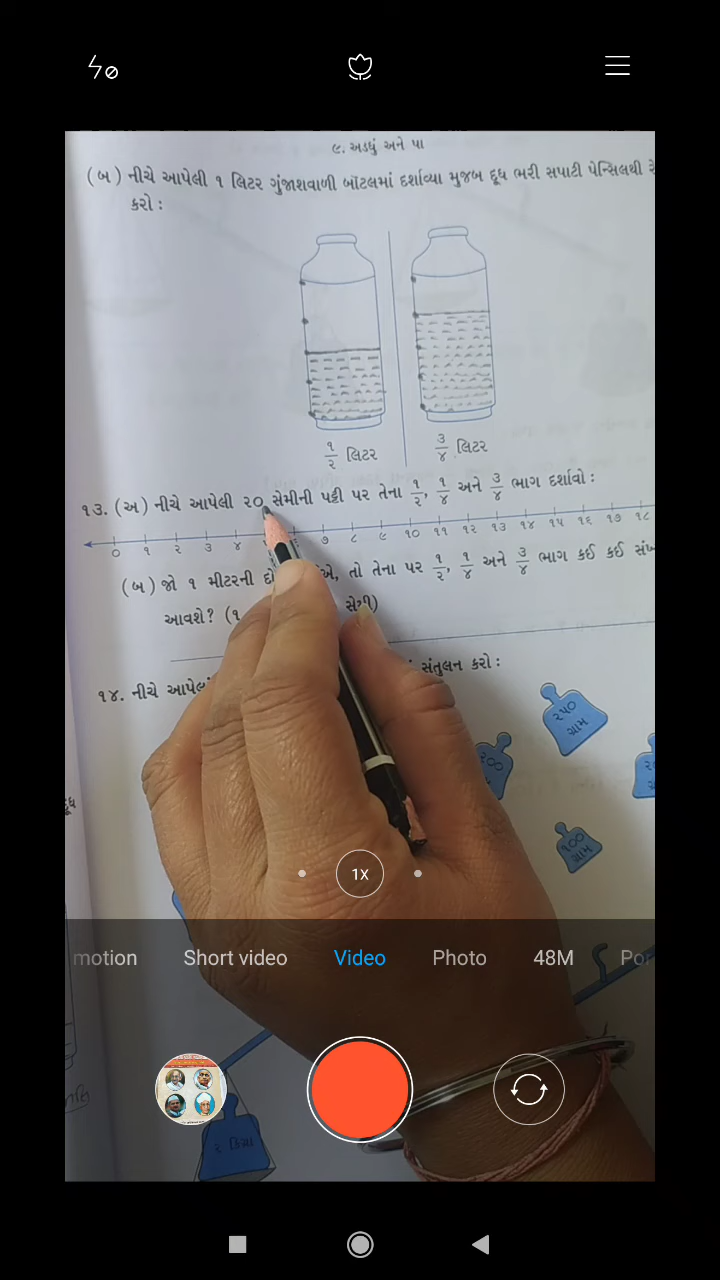 ૯. અડધું અને પા
(બ) નીચે આપેલી ૧ લિટર ગુંજાશવાળી બૉટલમાં દર્શાવ્યા મુજબ દૂધ ભરી સપાટી પેન્સિલથી
કરો :
૧/૨ લિટર
૩/૪ લિટર
૧૩. (અ) નીચે આપેલી ૨૦ સેમીની પટ્ટી પર તેના ૧/૨, ૧/૪ અને ૩/૪ ભાગ દર્શાવો :
૦ ૧ ૨ ૩ ૪ ૭ ૮ ૯ ૧૦ ૧૧ ૧૨ ૧૩ ૧૪ ૧૫ ૧૬ ૧૭ ૧૮
(બ) જો ૧ મીટરની તો તેના પર ૧/૨, ૧/૪ અને ૩/૪ ભાગ કઈ કઈ
આવશે? (૧ સેમી)
૧૪. નીચે સંતુલન કરો :
૨૫૦
ગ્રામ
૨૦૦
૧૦૦
ગ્રામ
1X
motion Short video Video Photo 48M